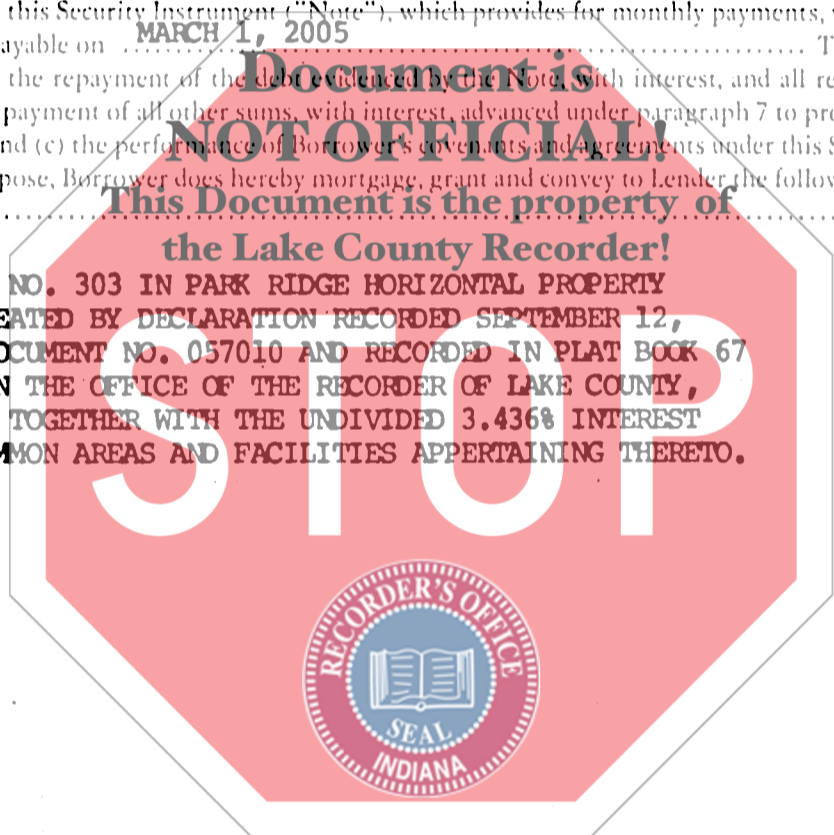 this Security Instrument ("Note"), which provides for monthly payments,
ayable on MARCH 1, 2005 T
the repayment of the debt evidenced by the Note, with interest, and all re
payment of all other sums, with interest, advanced under paragraph 7 to pro
nd (c) the performance of Borrower's covenants and agreements under this S
pose, Borrower does hereby mortgage, grant and convey to Lender the follow
Document is
NOT OFFICIAL!
This Document is the property of
the Lake County Recorder!
NO. 303 IN PARK RIDGE HORIZONTAL PROPERTY
EATED BY DECLARATION RECORDED SEPTEMBER 12,
OCUMENT NO. 057010 AND RECORDED IN PLAT BOOK 67
N THE OFFICE OF THE RECORDER OF LAKE COUNTY,
TOGETHER WITH THE UNDIVIDED 3.436% INTEREST
MMON AREAS AND FACILITIES APPERTAINING THERETO.
STOP
RECORDER'S OFFICE
SEAL
INDIANA